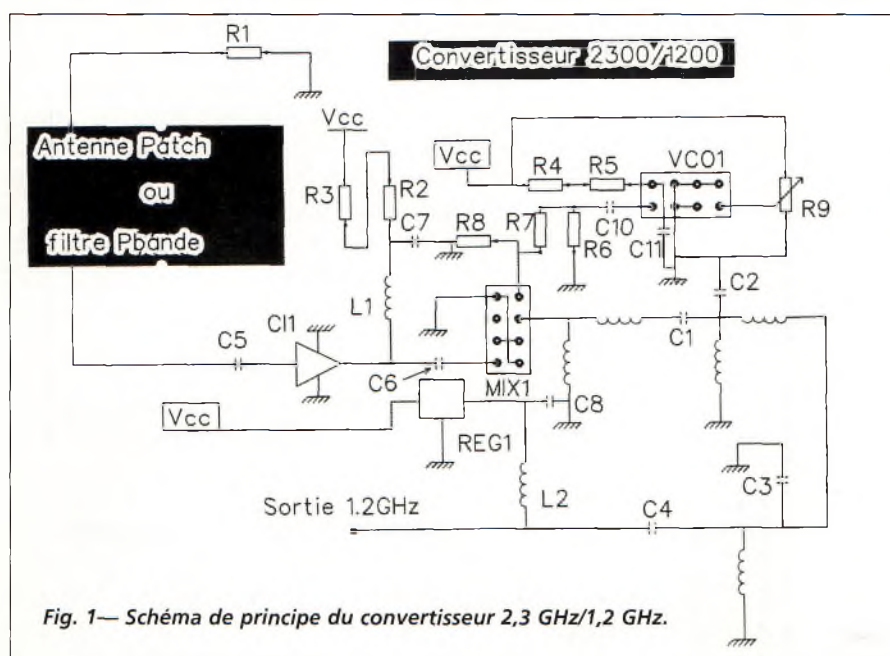 R1
Convertisseur 2300/1200
Vcc
Antenne Patch
ou
filtre Pbande
R3
R2
Vcc
R4
R5
VCO1
R9
C7
R8
R7
R6
C10
C11
L1
C2
C5
CI1
C6
MIX1
C1
C8
Vcc
REG1
Sortie 1.2GHz
L2
C4
C3
Fig. 1— Schéma de principe du convertisseur 2,3 GHz/1,2 GHz.